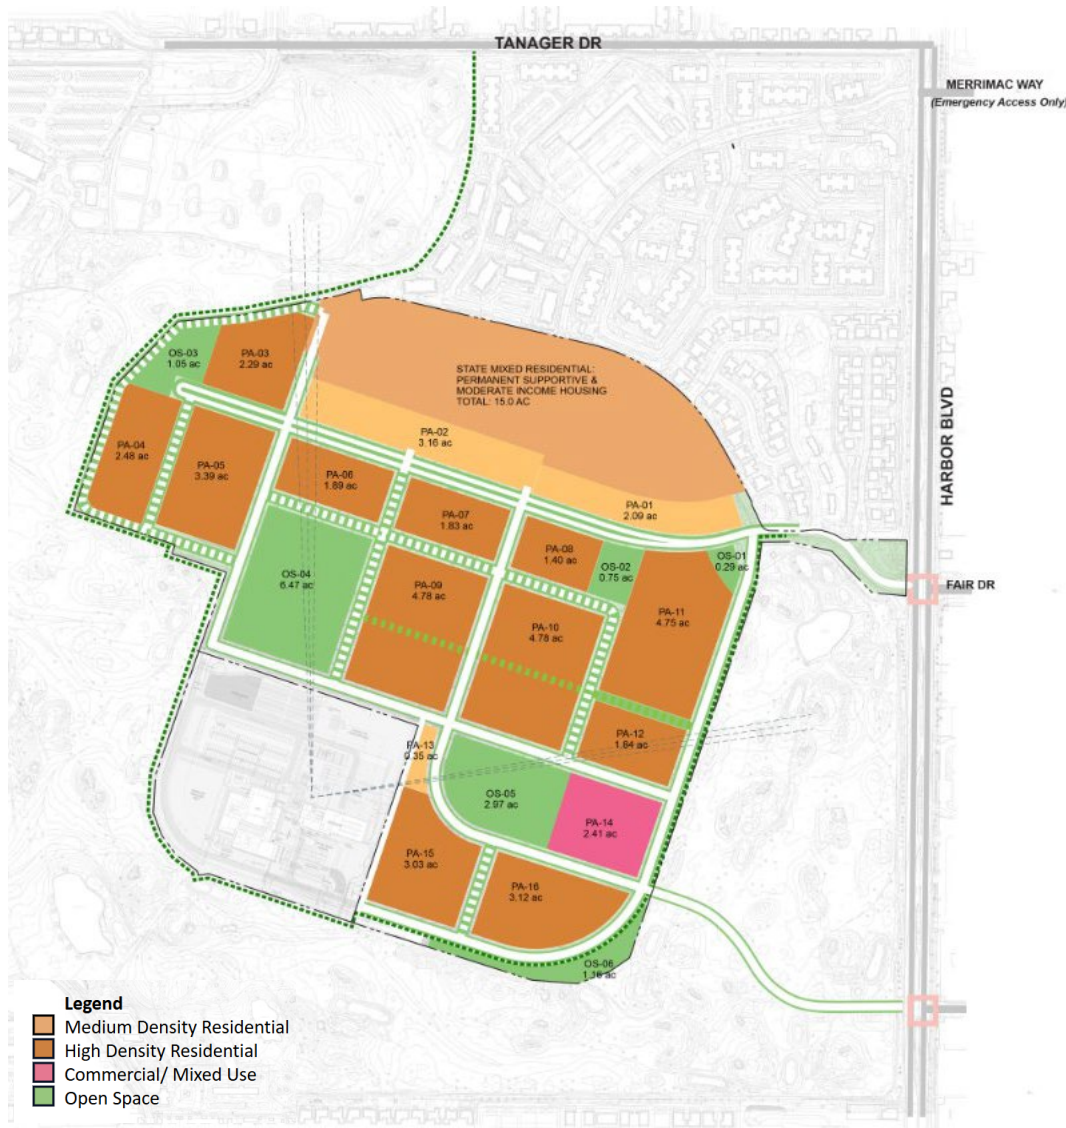 TANAGER DR
MERRIMAC WAY
(Emergency Access Only)
HARBOR BLVD
FAIR DR
OS-03
1.05 ac
PA-03
2.29 ac
STATE MIXED RESIDENTIAL:
PERMANENT SUPPORTIVE &
MODERATE INCOME HOUSING
TOTAL: 15.0 AC
PA-02
3.16 ac
PA-04
2.48 ac
PA-05
3.39 ac
PA-06
1.89 ac
PA-07
1.83 ac
PA-01
2.09 ac
PA-08
1.40 ac
OS-02
0.75 ac
OS-01
0.29 ac
OS-04
6.47 ac
PA-09
4.78 ac
PA-10
4.78 ac
PA-11
4.75 ac
PA-12
1.64 ac
PA-13
0.35 ac
OS-05
2.97 ac
PA-14
2.41 ac
PA-15
3.03 ac
PA-16
3.12 ac
OS-06
1.16 ac
Legend
Medium Density Residential
High Density Residential
Commercial/ Mixed Use
Open Space